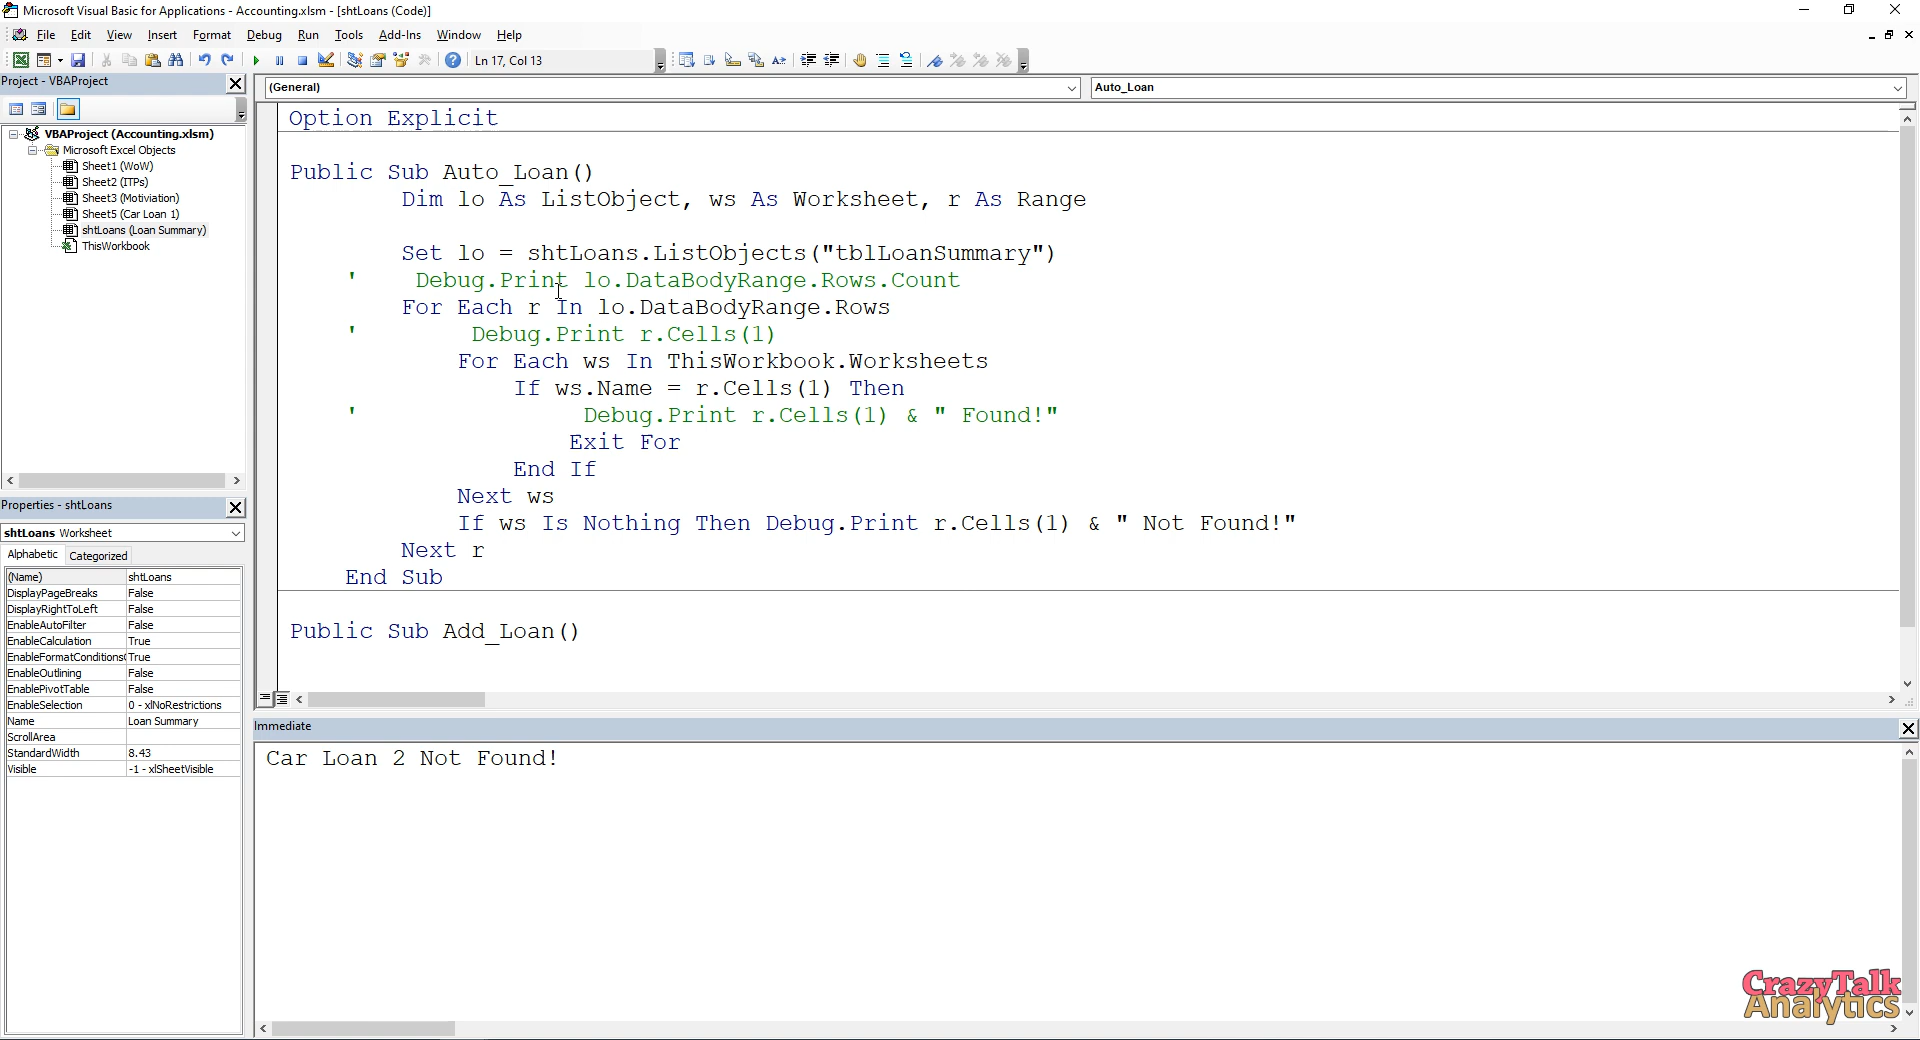 Microsoft Visual Basic for Applications - Accounting.xlsm - [shtLoans (Code)]
File Edit View Insert Format Debug Run Tools Add-Ins Window Help
Ln 17, Col 13
Project - VBAProject
VBAProject (Accounting.xlsm)
Microsoft Excel Objects
Sheet1 (WoW)
Sheet2 (ITPs)
Sheet3 (Motiviation)
Sheet5 (Car Loan 1)
shtLoans (Loan Summary)
ThisWorkbook
Properties - shtLoans
shtLoans Worksheet
Alphabetic Categorized
(Name) shtLoans
DisplayPageBreaks False
DisplayRightToLeft False
EnableAutoFilter False
EnableCalculation True
EnableFormatConditions True
EnableOutlining False
EnablePivotTable False
EnableSelection 0 - xlNoRestrictions
Name Loan Summary
ScrollArea
StandardWidth 8.43
Visible -1 - xlSheetVisible
(General) Auto_Loan
Option Explicit
Public Sub Auto_Loan()
Dim lo As ListObject, ws As Worksheet, r As Range
Set lo = shtLoans.ListObjects("tblLoanSummary")
' Debug.Print lo.DataBodyRange.Rows.Count
For Each r In lo.DataBodyRange.Rows
' Debug.Print r.Cells(1)
For Each ws In ThisWorkbook.Worksheets
If ws.Name = r.Cells(1) Then
' Debug.Print r.Cells(1) & " Found!"
Exit For
End If
Next ws
If ws Is Nothing Then Debug.Print r.Cells(1) & " Not Found!"
Next r
End Sub
Public Sub Add_Loan()
Immediate
Car Loan 2 Not Found!
CrazyTalk
Analytics